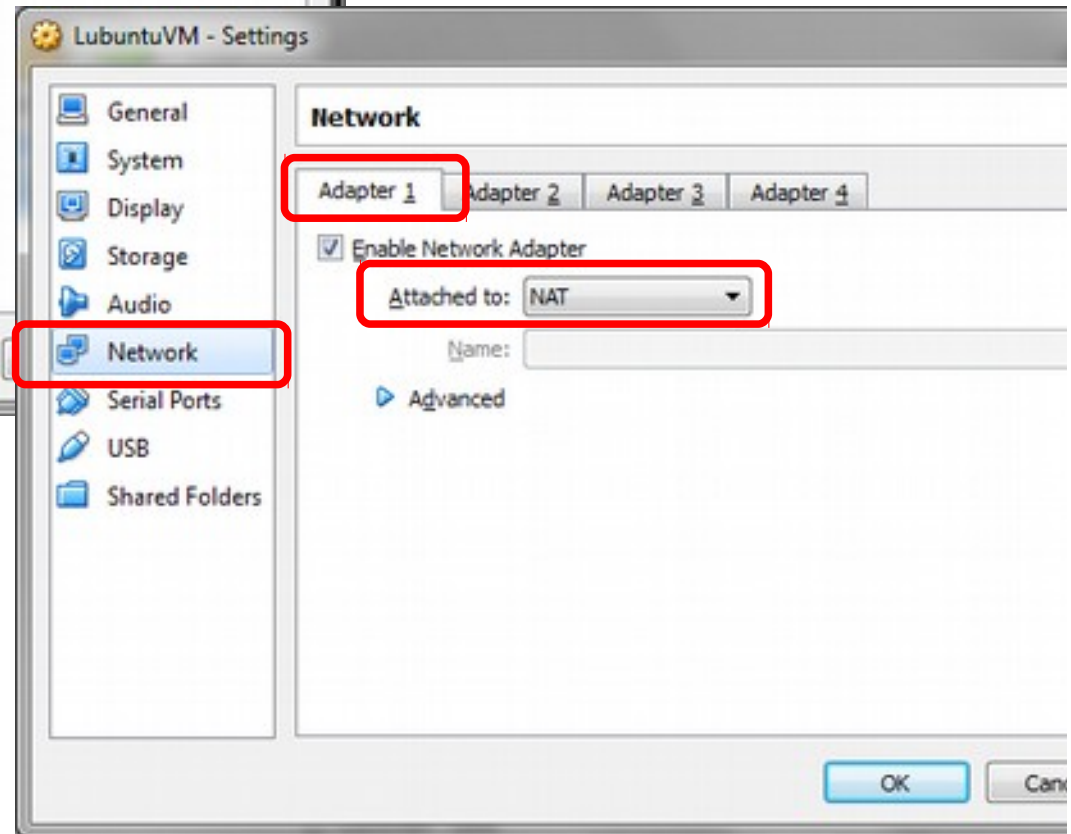 LubuntuVM - Settings
General
System
Display
Storage
Audio
Network
Serial Ports
USB
Shared Folders
Network
Adapter 1
Adapter 2
Adapter 3
Adapter 4
Enable Network Adapter
Attached to: NAT
Name:
Advanced
OK